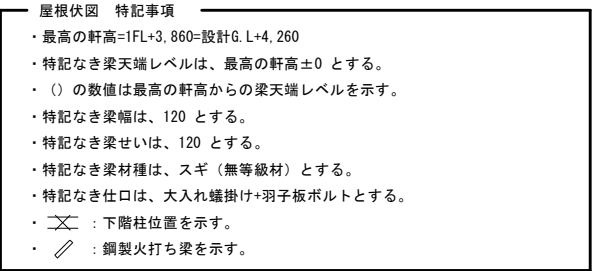 屋根伏図 特記事項
・最高の軒高=1FL+3,860=設計G.L+4,260
・特記なき梁天端レベルは、最高の軒高±0 とする。
・（）の数値は最高の軒高からの梁天端レベルを示す。
・特記なき梁幅は、120 とする。
・特記なき梁せいは、120 とする。
・特記なき梁材種は、スギ（無等級材）とする。
・特記なき仕口は、大入れ蟻掛け+羽子板ボルトとする。
・ ：下階柱位置を示す。
・ ：鋼製火打ち梁を示す。